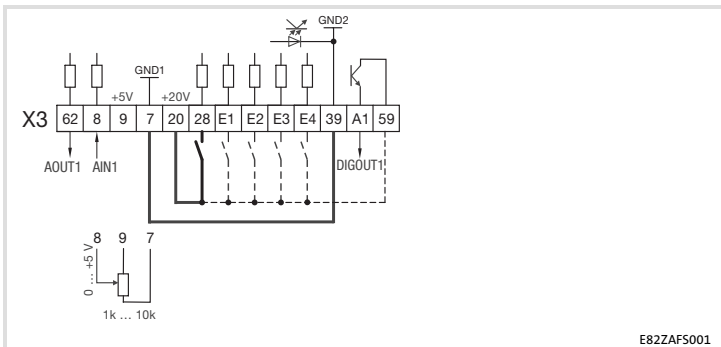 GND2
GND1
+5V +20V
X3 62 8 9 7 20 28 E1 E2 E3 E4 39 A1 59
AOUT1 AIN1 DIGOUT1
8 9 7
0 ... +5 V
1k ... 10k
E82ZAFS001